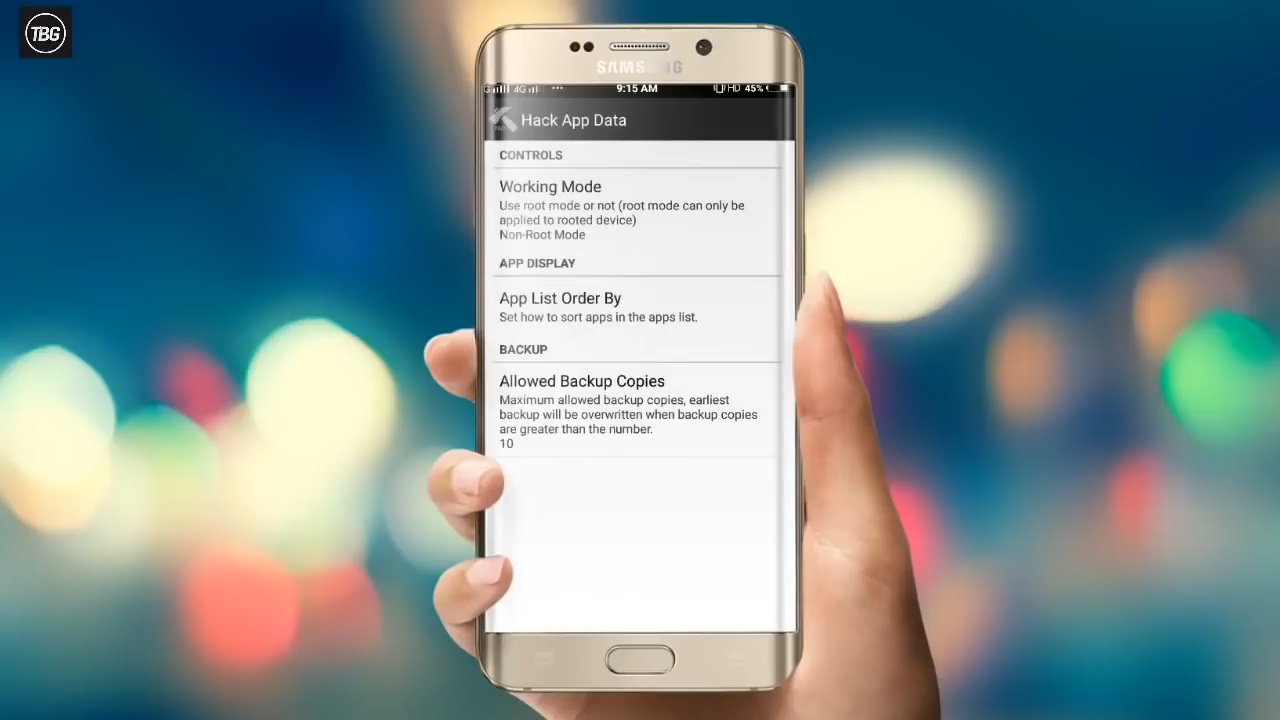 TBG
SAMSUNG
4G 9:15 AM HD 45%
Hack App Data
CONTROLS
Working Mode
Use root mode or not (root mode can only be
applied to rooted device)
Non-Root Mode
APP DISPLAY
App List Order By
Set how to sort apps in the apps list.
BACKUP
Allowed Backup Copies
Maximum allowed backup copies, earliest
backup will be overwritten when backup copies
are greater than the number.
10